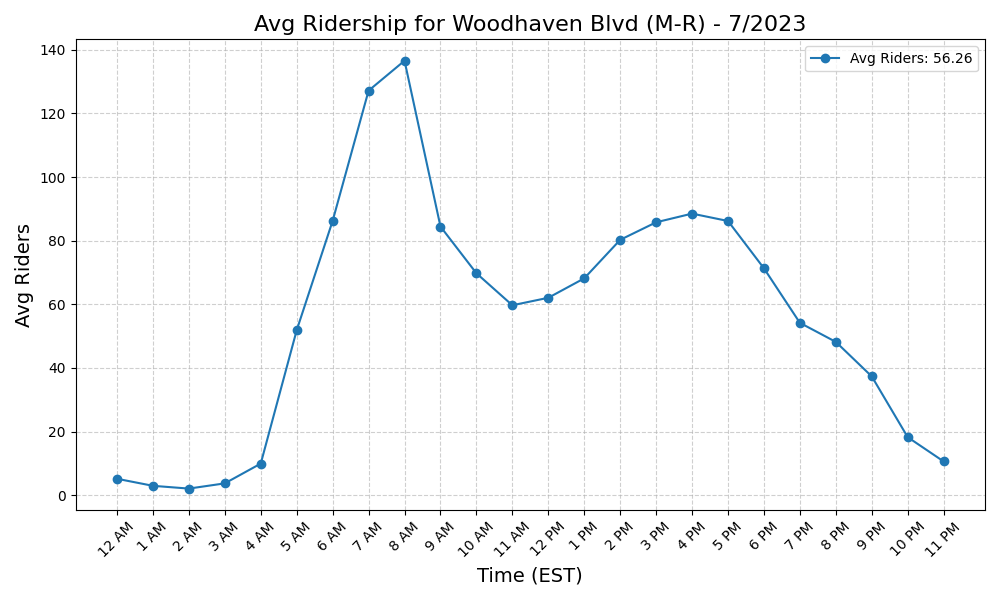 Avg Ridership for Woodhaven Blvd (M-R) - 7/2023
Avg Riders: 56.26
Avg Riders
140
120
100
80
60
40
20
0
12 AM
1 AM
2 AM
3 AM
4 AM
5 AM
6 AM
7 AM
8 AM
9 AM
10 AM
11 AM
12 PM
1 PM
2 PM
3 PM
4 PM
5 PM
6 PM
7 PM
8 PM
9 PM
10 PM
11 PM
Time (EST)